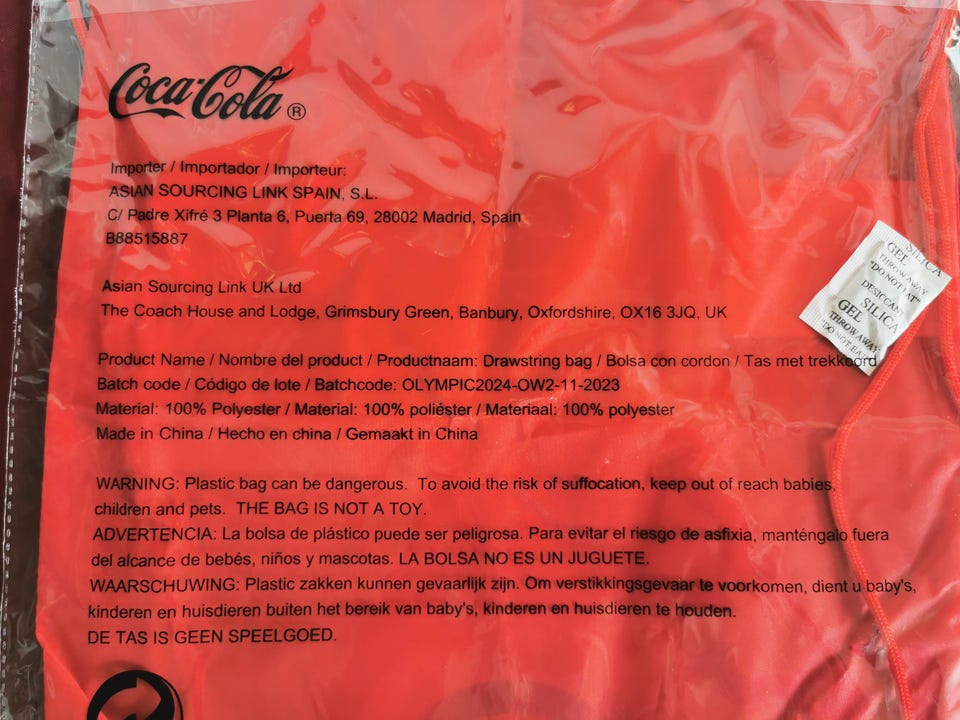 Coca-Cola ®
Importer / Importador / Importeur:
ASIAN SOURCING LINK SPAIN, S.L.
C/ Padre Xifré 3 Planta 6, Puerta 69, 28002 Madrid, Spain
B88515887
Asian Sourcing Link UK Ltd
The Coach House and Lodge, Grimsbury Green, Banbury, Oxfordshire, OX16 3JQ, UK
Product Name / Nombre del product / Productnaam: Drawstring bag / Bolsa con cordon / Tas met trekkoord
Batch code / Código de lote / Batchcode: OLYMPIC2024-OW2-11-2023
Material: 100% Polyester / Material: 100% poliéster / Materiaal: 100% polyester
Made in China / Hecho en china / Gemaakt in China
WARNING: Plastic bag can be dangerous. To avoid the risk of suffocation, keep out of reach babies,
children and pets. THE BAG IS NOT A TOY.
ADVERTENCIA: La bolsa de plástico puede ser peligrosa. Para evitar el riesgo de asfixia, manténgalo fuera
del alcance de bebés, niños y mascotas. LA BOLSA NO ES UN JUGUETE.
WAARSCHUWING: Plastic zakken kunnen gevaarlijk zijn. Om verstikkingsgevaar te voorkomen, dient u baby's,
kinderen en huisdieren buiten het bereik van baby's, kinderen en huisdieren te houden.
DE TAS IS GEEN SPEELGOED.
SILICA
GEL
THROW AWAY
"DO NOT EAT"
DESICCANT
SILICA
GEL
THROW AWAY
"DO NOT EAT"